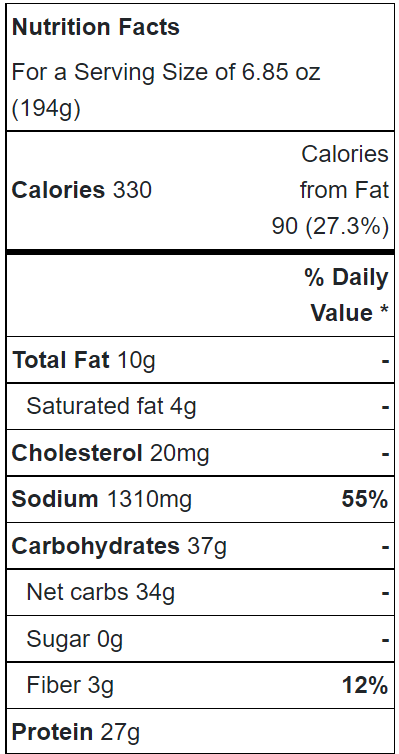 Nutrition Facts
For a Serving Size of 6.85 oz
(194g)
Calories 330
Calories
from Fat
90 (27.3%)
% Daily
Value *
Total Fat 10g -
Saturated fat 4g -
Cholesterol 20mg -
Sodium 1310mg 55%
Carbohydrates 37g -
Net carbs 34g -
Sugar 0g -
Fiber 3g 12%
Protein 27g